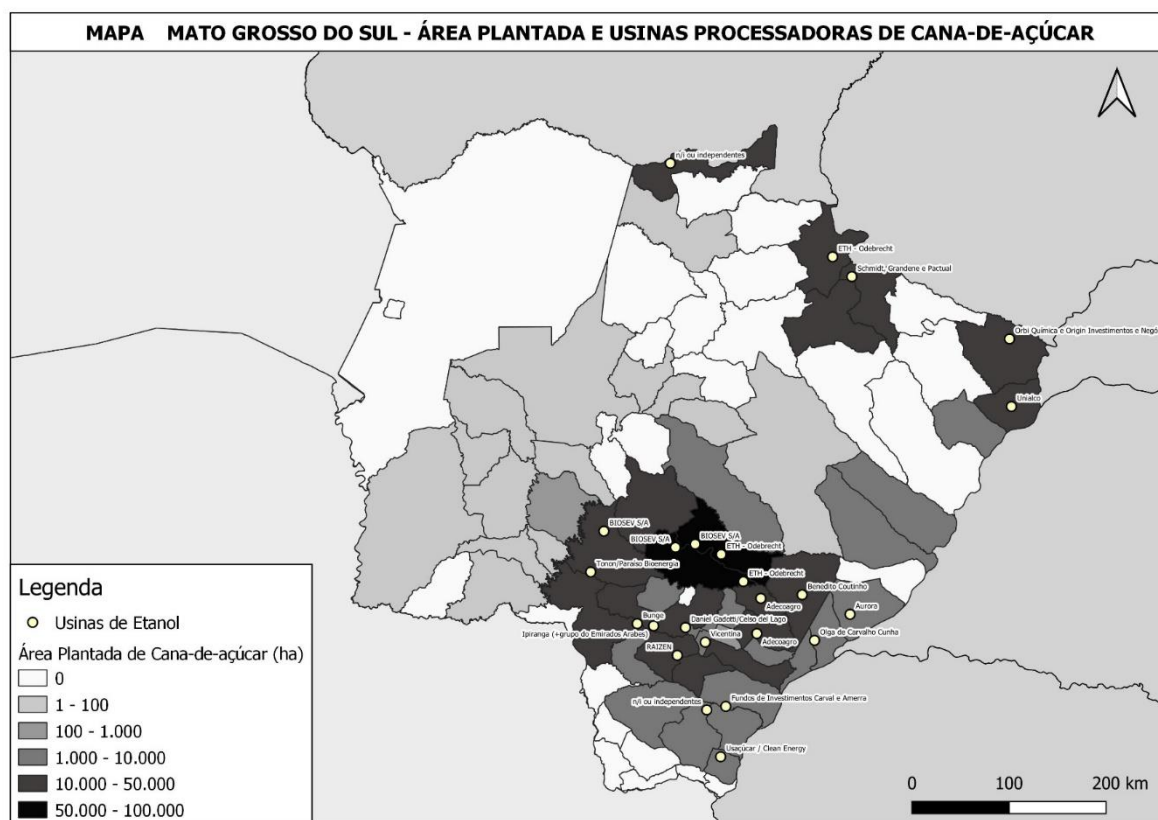 MAPA MATO GROSSO DO SUL - ÁREA PLANTADA E USINAS PROCESSADORAS DE CANA-DE-AÇÚCAR
n/i ou independentes
ETH - Odebrecht
Schmidt, Grandene e Pactual
Orbi Química e Origin Investimentos e Negó
Unialco
BIOSEV S/A
BIOSEV S/A
BIOSEV S/A
ETH - Odebrecht
Tonon/Paraíso Bioenergia
ETH - Odebrecht
Benedito Coutinho
Adecoagro
Aurora
Bunge
Daniel Gadotti/Celso del Lago
Ipiranga (+grupo do Emirados Arabes)
Vicentina
Adecoagro
Olga de Carvalho Cunha
RAIZEN
n/i ou independentes
Fundos de Investimentos Carval e Amerra
Usaçúcar / Clean Energy
Legenda
Usinas de Etanol
Área Plantada de Cana-de-açúcar (ha)
0
1 - 100
100 - 1.000
1.000 - 10.000
10.000 - 50.000
50.000 - 100.000
0 100 200 km